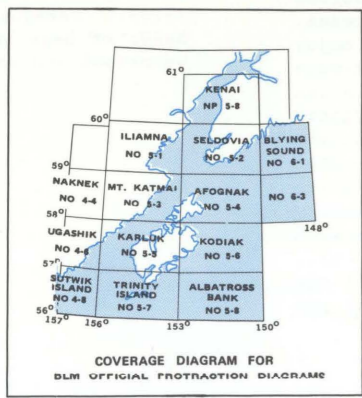 61°
KENAI
NP 5-8
60°
ILIAMNA
NO 5-1
SELDOVIA
NO 5-2
BLYING
SOUND
NO 6-1
59°
NAKNEK
NO 4-4
MT. KATMAI
NO 5-3
AFOGNAK
NO 5-4
NO 6-3
58°
148°
UGASHIK
NO 4-6
KARLUK
NO 5-5
KODIAK
NO 5-6
57°
SUTWIK
ISLAND
NO 4-8
TRINITY
ISLAND
NO 5-7
ALBATROSS
BANK
NO 5-8
56°
157°
156°
153°
150°
COVERAGE DIAGRAM FOR
BLM OFFICIAL PROTRACTION DIAGRAMS